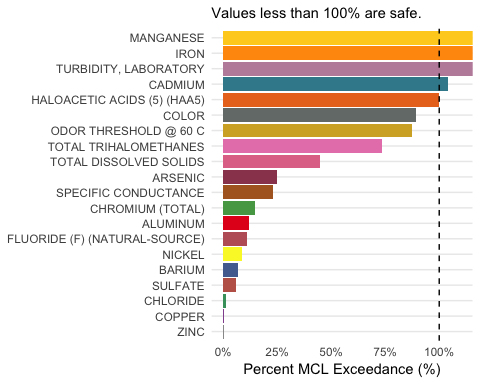 Values less than 100% are safe.
MANGANESE
IRON
TURBIDITY, LABORATORY
CADMIUM
HALOACETIC ACIDS (5) (HAA5)
COLOR
ODOR THRESHOLD @ 60 C
TOTAL TRIHALOMETHANES
TOTAL DISSOLVED SOLIDS
ARSENIC
SPECIFIC CONDUCTANCE
CHROMIUM (TOTAL)
ALUMINUM
FLUORIDE (F) (NATURAL-SOURCE)
NICKEL
BARIUM
SULFATE
CHLORIDE
COPPER
ZINC
0% 25% 50% 75% 100%
Percent MCL Exceedance (%)